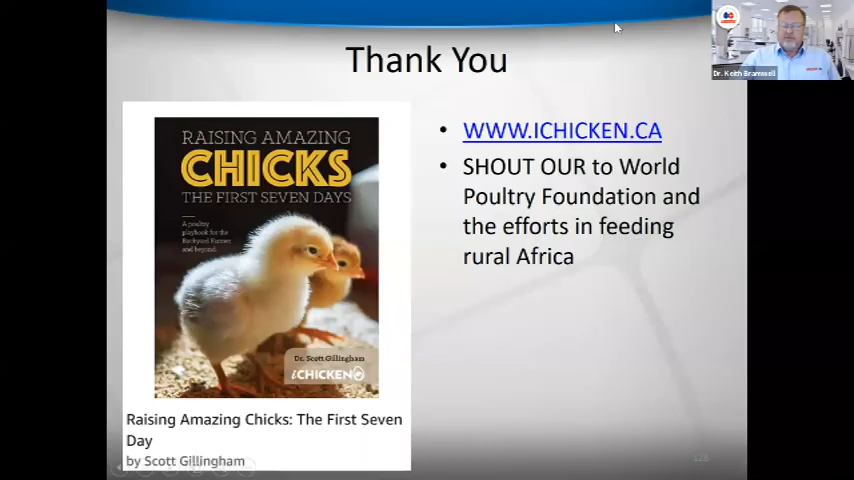 Thank You
RAISING AMAZING
CHICKS
THE FIRST SEVEN DAYS
A poultry
playbook for the
Backyard Farmer
and beyond.
Dr. Scott Gillingham
iCHICKEN
Raising Amazing Chicks: The First Seven
Day
by Scott Gillingham
• WWW.ICHICKEN.CA
• SHOUT OUR to World
Poultry Foundation and
the efforts in feeding
rural Africa
Dr. Keith Bramwell